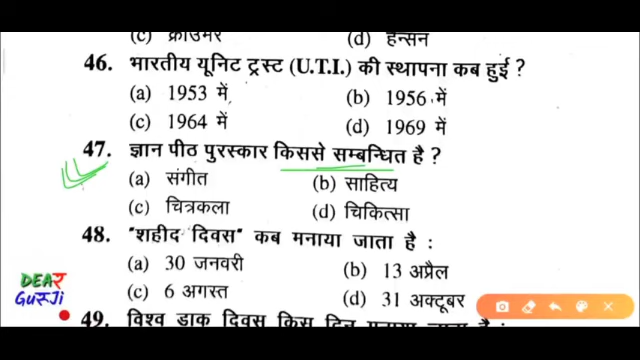 (c) क्राउमर (d) हेन्सन
46. भारतीय यूनिट ट्रस्ट (U.T.I.) की स्थापना कब हुई ?
(a) 1953 में (b) 1956 में
(c) 1964 में (d) 1969 में
47. ज्ञान पीठ पुरस्कार किससे सम्बन्धित है ?
(a) संगीत (b) साहित्य
(c) चित्रकला (d) चिकित्सा
48. "शहीद दिवस" कब मनाया जाता है :
(a) 30 जनवरी (b) 13 अप्रैल
(c) 6 अगस्त (d) 31 अक्टूबर
DEAR
GURUJI
49. विश्व डाक दिवस किस दिन मनाया जाता है :